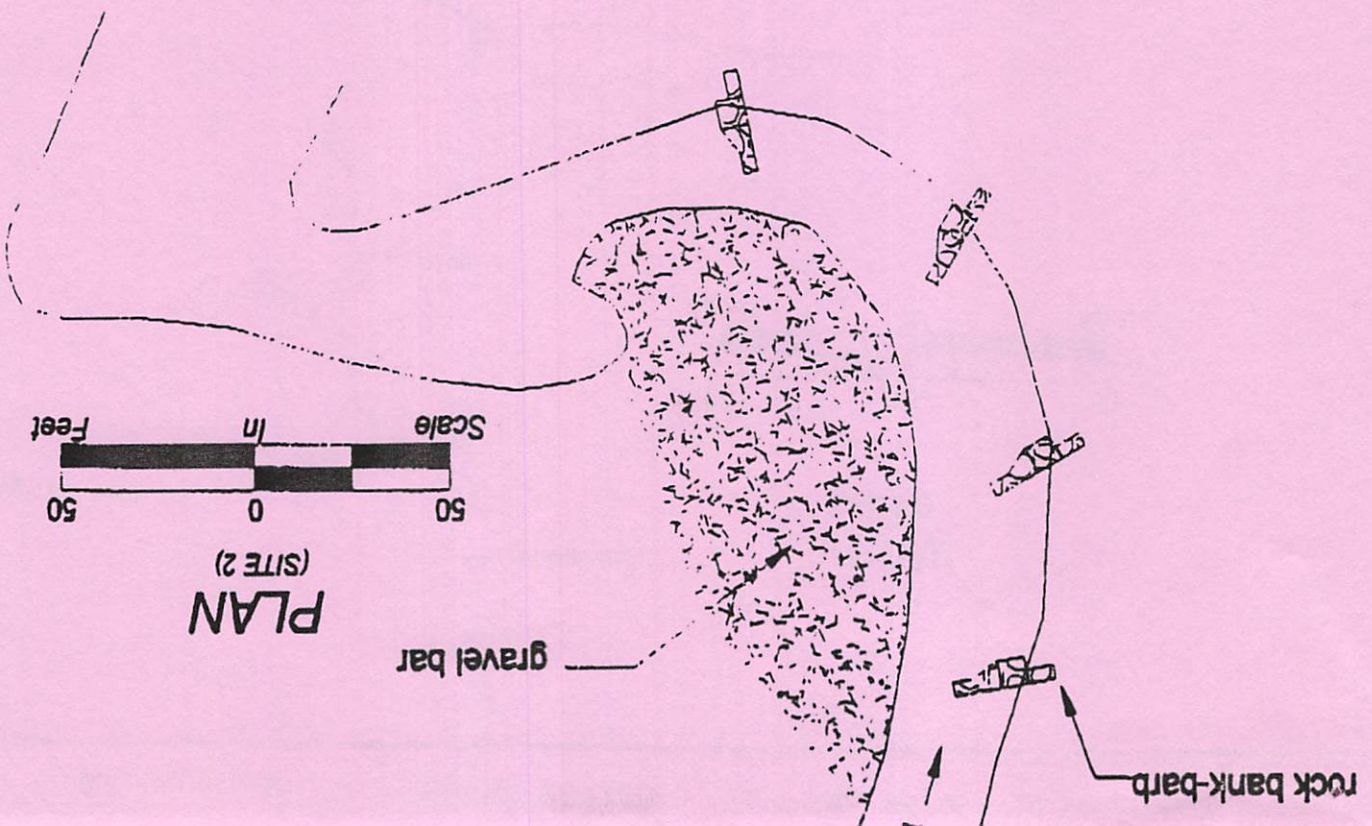 rock bank-barb
gravel bar
PLAN
(SITE 2)
50 0 50
Scale In Feet